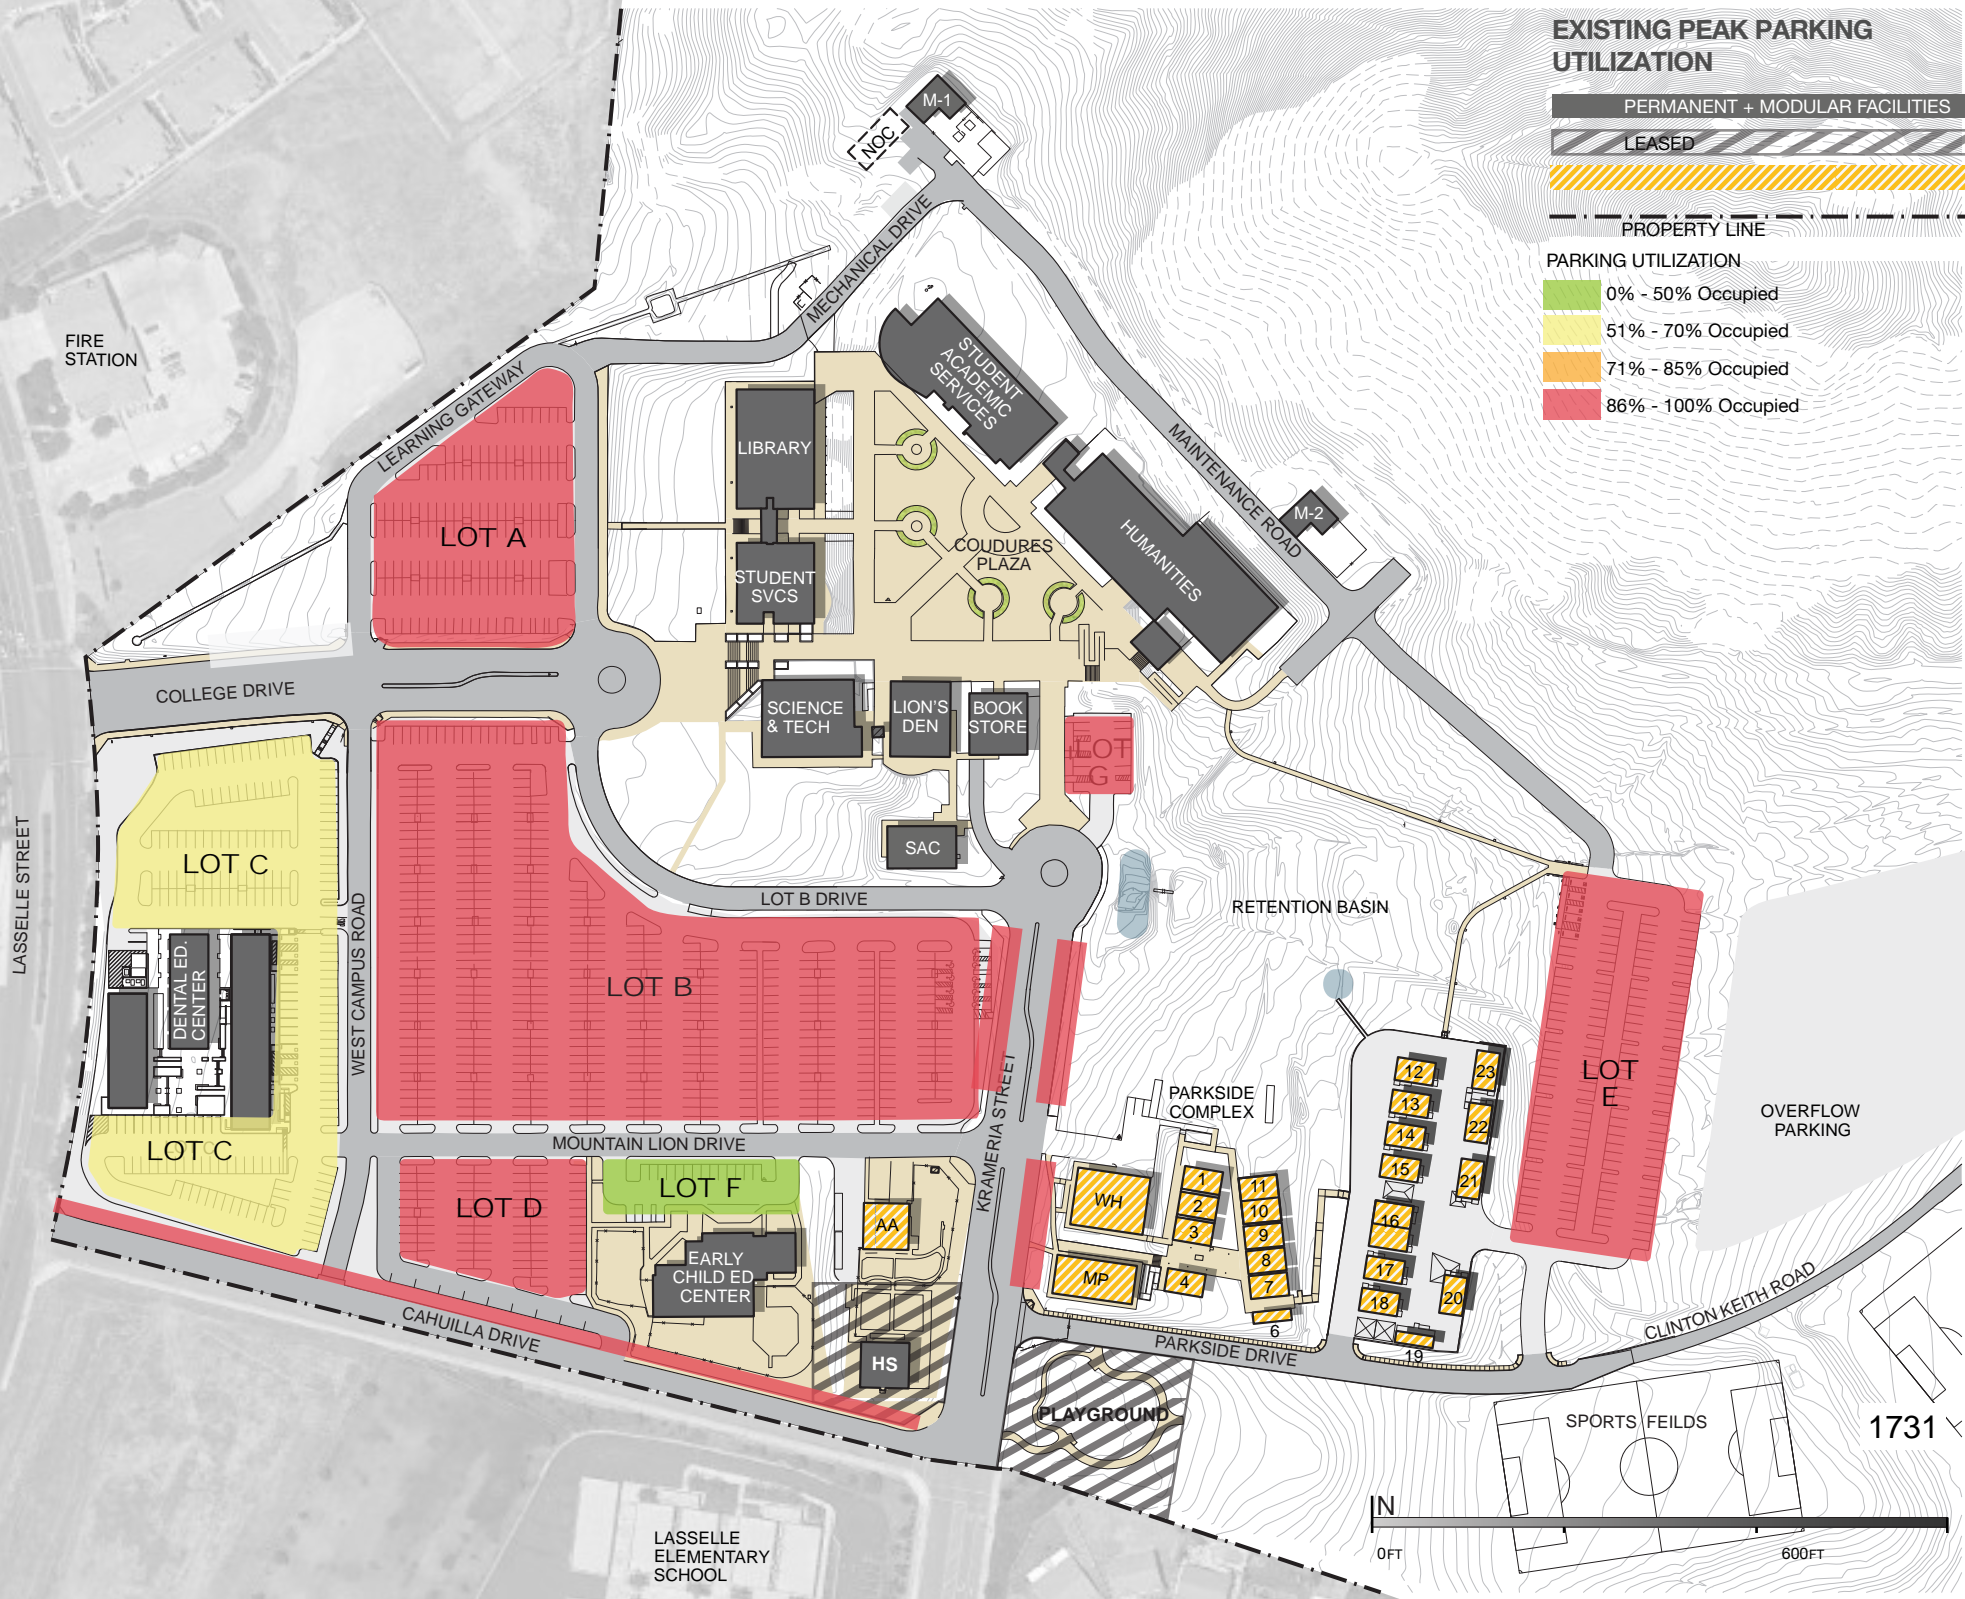 EXISTING PEAK PARKING
UTILIZATION
PERMANENT + MODULAR FACILITIES
LEASED
PROPERTY LINE
PARKING UTILIZATION
0% - 50% Occupied
51% - 70% Occupied
71% - 85% Occupied
86% - 100% Occupied
M-1
NOC
MECHANICAL DRIVE
FIRE
STATION
LEARNING GATEWAY
STUDENT
ACADEMIC
SERVICES
LIBRARY
MAINTENANCE ROAD
M-2
LOT A
COUDURES
PLAZA
HUMANITIES
STUDENT
SVCS
COLLEGE DRIVE
SCIENCE
& TECH
LION'S
DEN
BOOK
STORE
LOT
G
LASSELLE STREET
LOT C
SAC
LOT B DRIVE
RETENTION BASIN
WEST CAMPUS ROAD
DENTAL ED.
CENTER
LOT B
KRAMERIA STREET
PARKSIDE
COMPLEX
LOT
E
OVERFLOW
PARKING
12
23
13
14
22
15
21
16
17
18
20
19
LOT C
MOUNTAIN LION DRIVE
LOT D
LOT F
AA
WH
1
2
3
4
11
10
9
8
7
6
MP
EARLY
CHILD ED.
CENTER
CAHUILLA DRIVE
HS
PARKSIDE DRIVE
CLINTON KEITH ROAD
PLAYGROUND
SPORTS FEILDS
1731
N
0FT
600FT
LASSELLE
ELEMENTARY
SCHOOL